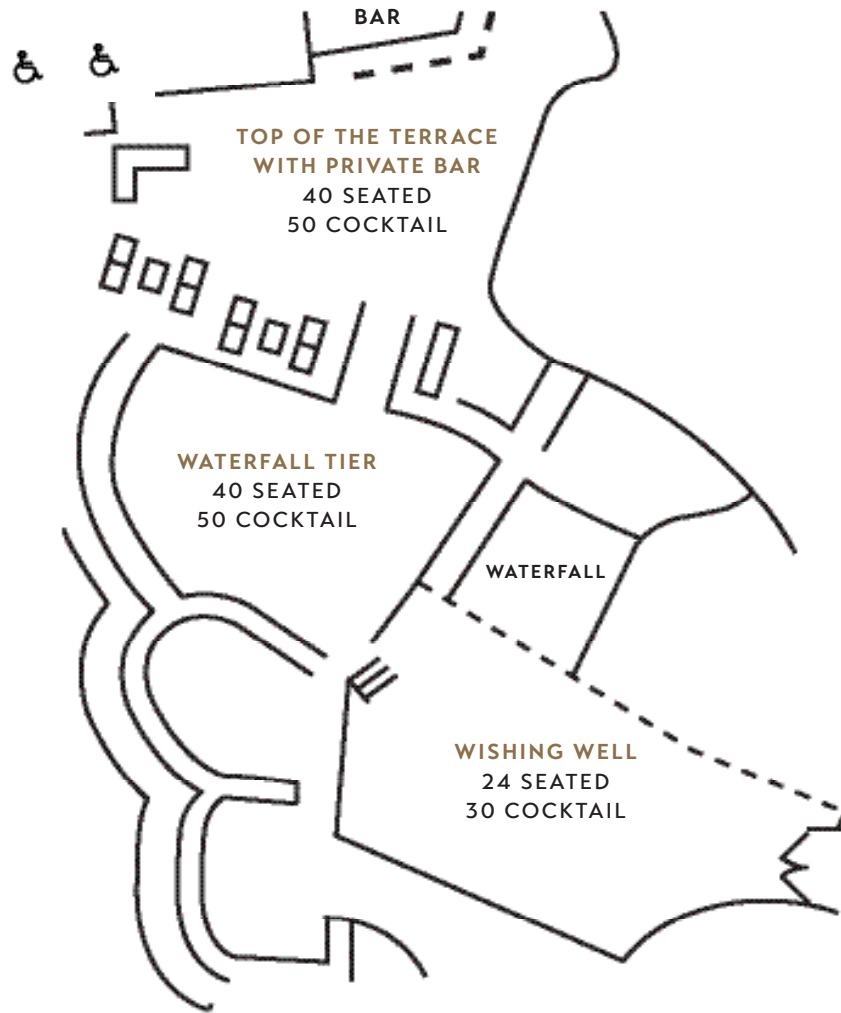 BAR
TOP OF THE TERRACE
WITH PRIVATE BAR
40 SEATED
50 COCKTAIL
WATERFALL TIER
40 SEATED
50 COCKTAIL
WATERFALL
WISHING WELL
24 SEATED
30 COCKTAIL